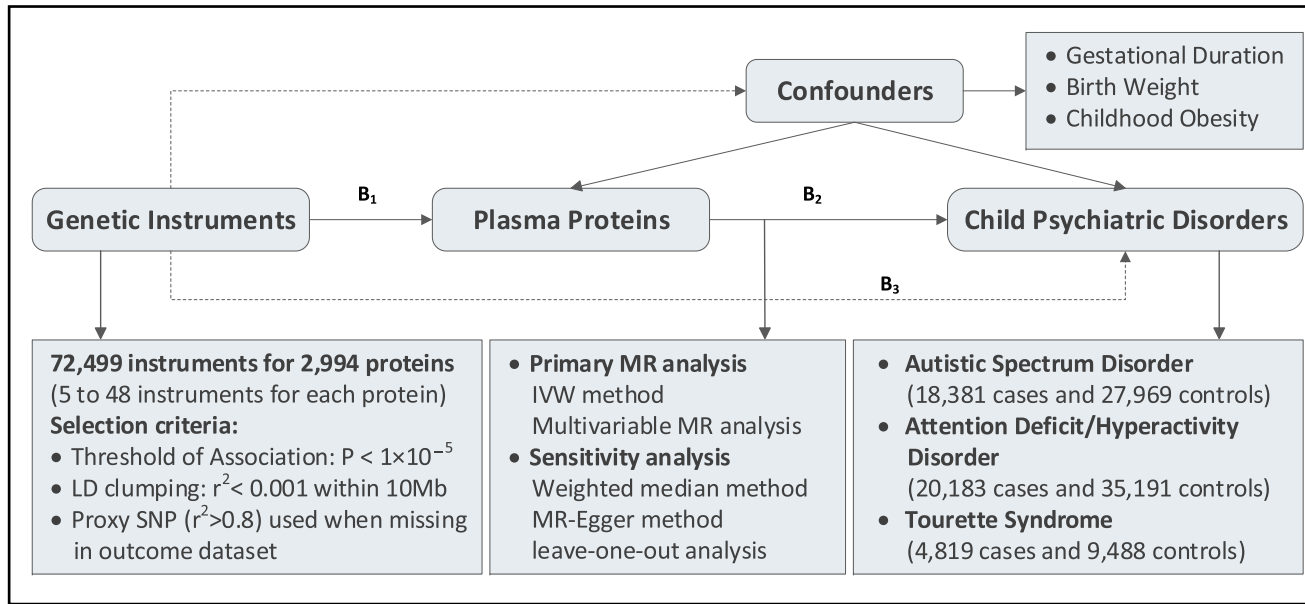 ● Gestational Duration
● Birth Weight
● Childhood Obesity
Confounders
Genetic Instruments
B₁
Plasma Proteins
B₂
Child Psychiatric Disorders
B₃
72,499 instruments for 2,994 proteins
(5 to 48 instruments for each protein)
Selection criteria:
● Threshold of Association: P < 1×10⁻⁵
● LD clumping: r²< 0.001 within 10Mb
● Proxy SNP (r²>0.8) used when missing
in outcome dataset
● Primary MR analysis
IVW method
Multivariable MR analysis
● Sensitivity analysis
Weighted median method
MR-Egger method
leave-one-out analysis
● Autistic Spectrum Disorder
(18,381 cases and 27,969 controls)
● Attention Deficit/Hyperactivity
Disorder
(20,183 cases and 35,191 controls)
● Tourette Syndrome
(4,819 cases and 9,488 controls)